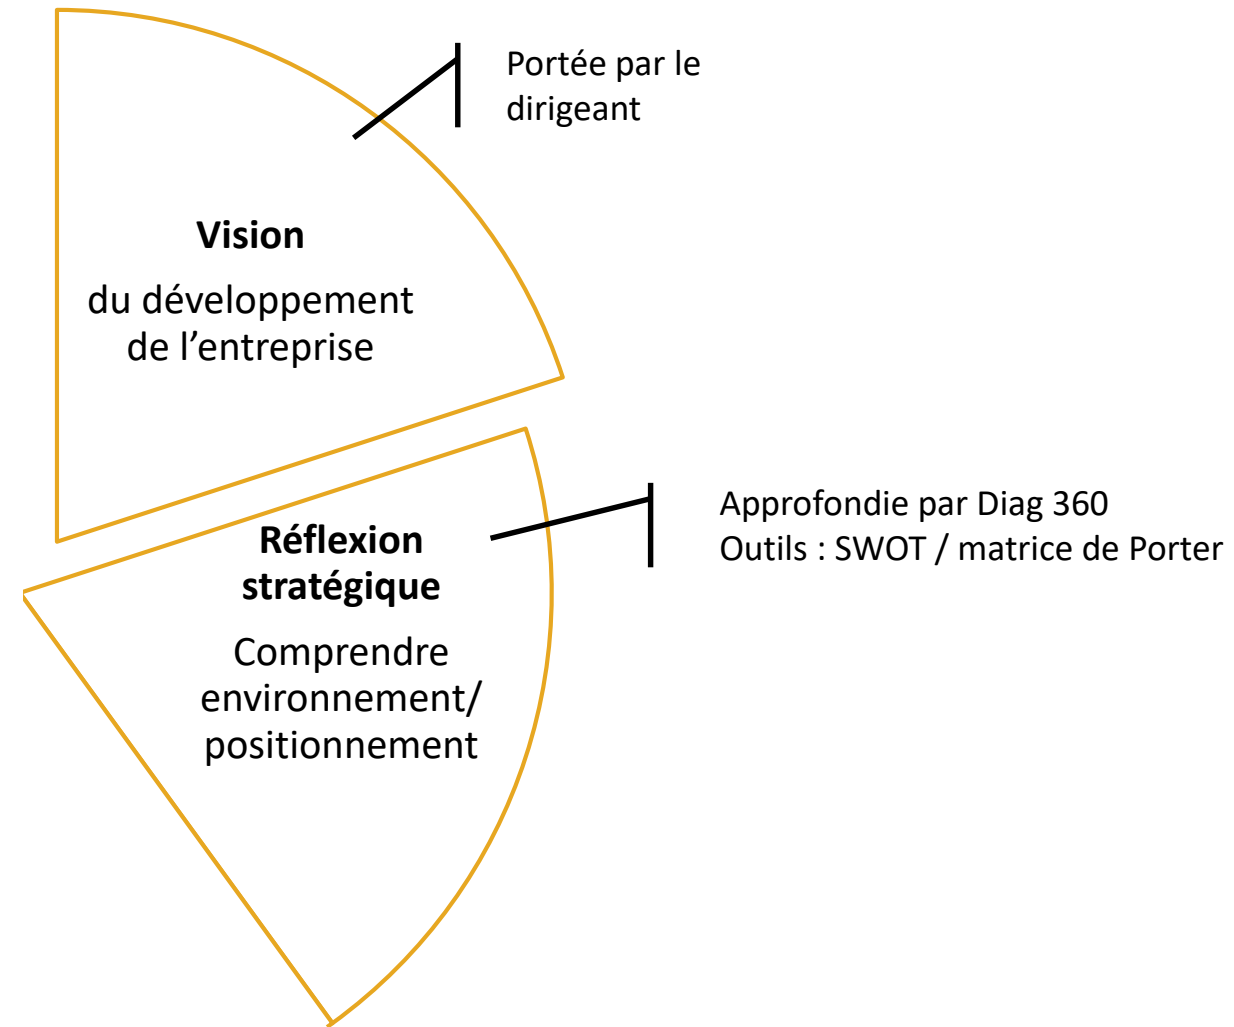 Portée par le
dirigeant
Vision
du développement
de l’entreprise
Réflexion
stratégique
Comprendre
environnement/
positionnement
Approfondie par Diag 360
Outils : SWOT / matrice de Porter